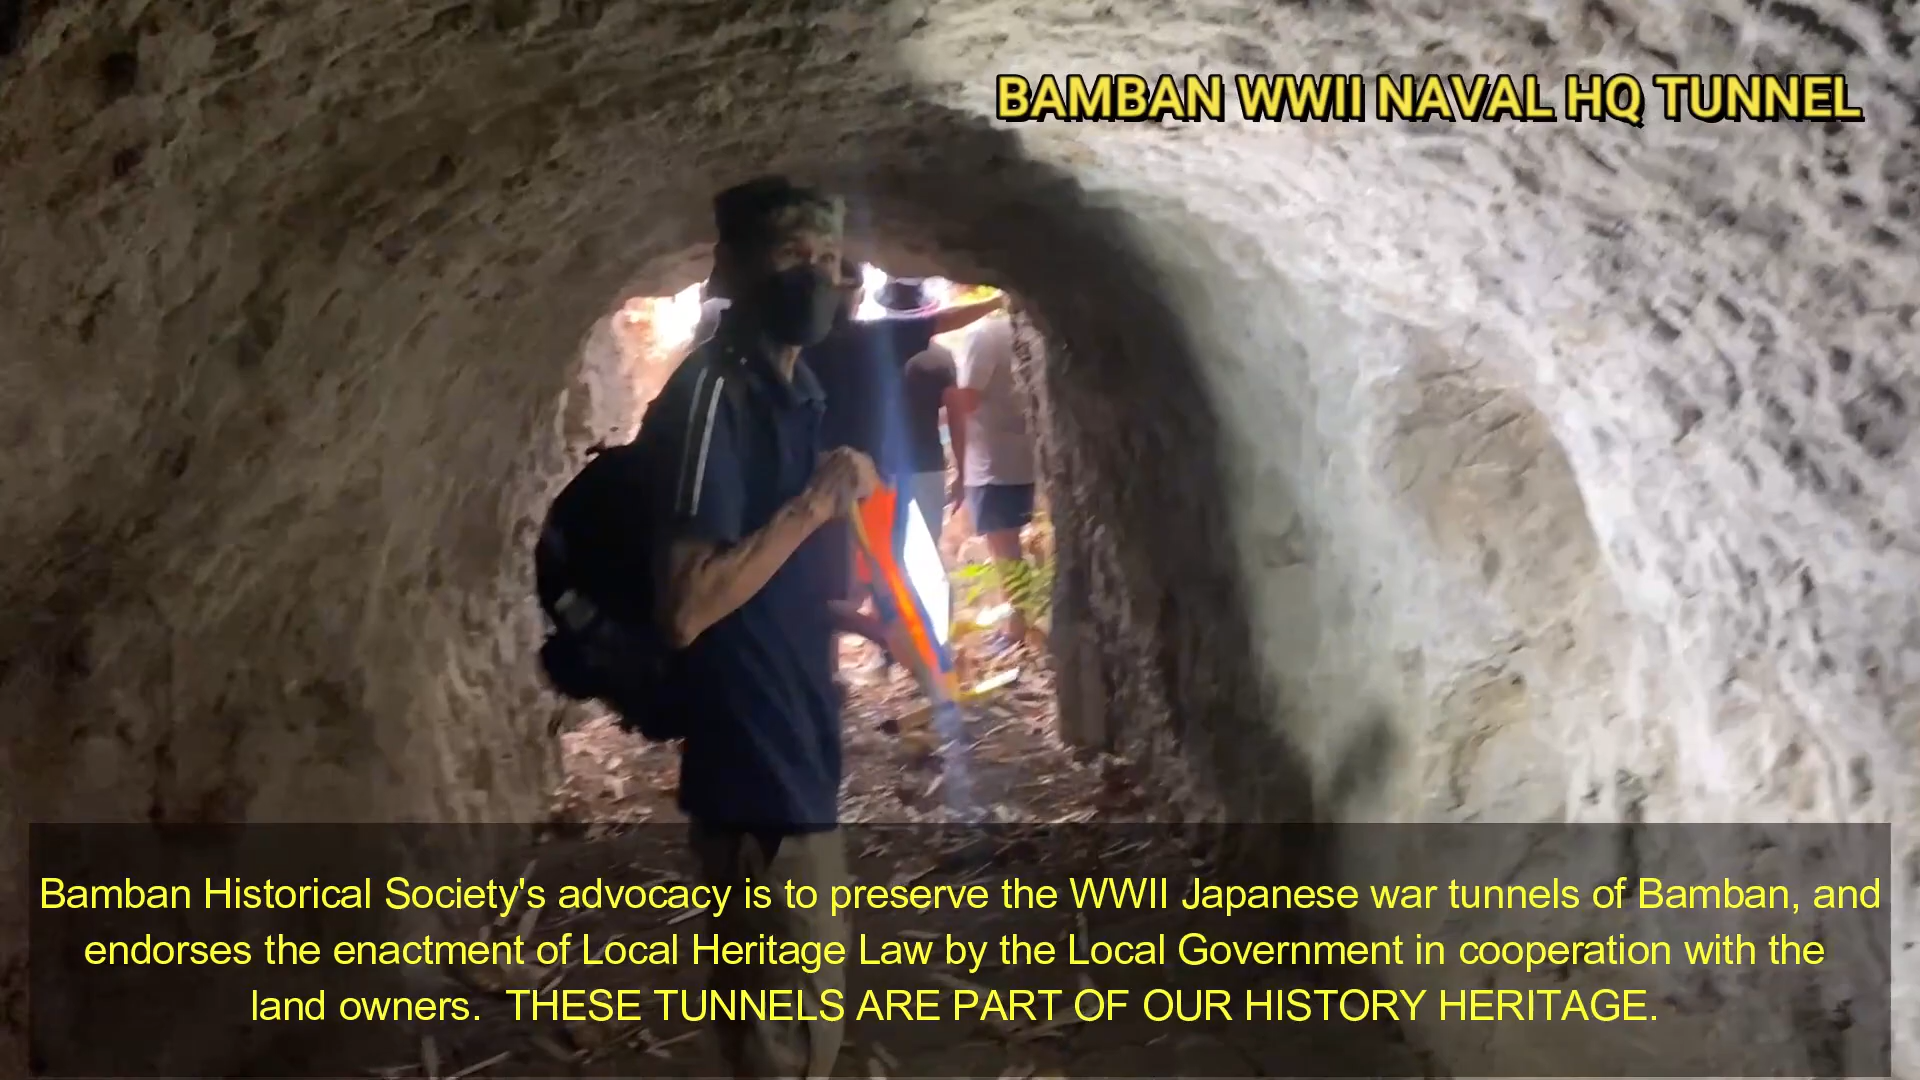 BAMBAN WWII NAVAL HQ TUNNEL
Bamban Historical Society's advocacy is to preserve the WWII Japanese war tunnels of Bamban, and
endorses the enactment of Local Heritage Law by the Local Government in cooperation with the
land owners.  THESE TUNNELS ARE PART OF OUR HISTORY HERITAGE.